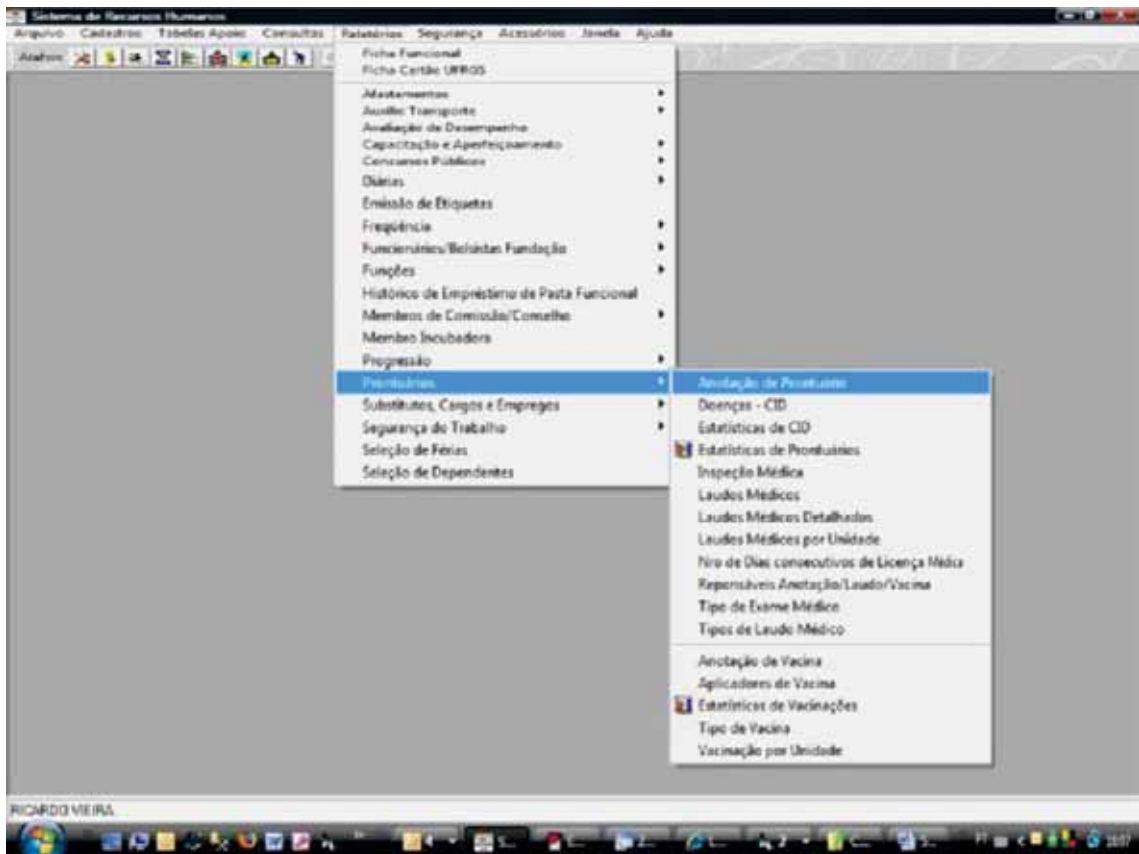 Sistema de Recursos Humanos
Arquivo Cadastros Tabelas Apoio Consultas Relatórios Segurança Acessórios Janela Ajuda
Atalhos
Ficha Funcional
Ficha Cartão UFRGS
Afastamentos
Auxílio Transporte
Avaliação de Desempenho
Capacitação e Aperfeiçoamento
Concursos Públicos
Diárias
Emissão de Etiquetas
Freqüência
Funcionários/Bolsistas Fundação
Funções
Histórico de Empréstimo de Pasta Funcional
Membros de Comissão/Conselho
Membro Incubadora
Progressão
Prontuários
Substitutos, Cargos e Empregos
Segurança do Trabalho
Seleção de Férias
Seleção de Dependentes
Anotação de Prontuário
Doenças - CID
Estatísticas de CID
Estatísticas de Prontuários
Inspeção Médica
Laudos Médicos
Laudos Médicos Detalhados
Laudos Médicos por Unidade
Nro de Dias consecutivos de Licença Médica
Reponsáveis Anotação/Laudo/Vacina
Tipo de Exame Médico
Tipos de Laudo Médico
Anotação de Vacina
Aplicadores de Vacina
Estatísticas de Vacinações
Tipo de Vacina
Vacinação por Unidade
RICARDO VIEIRA
PT